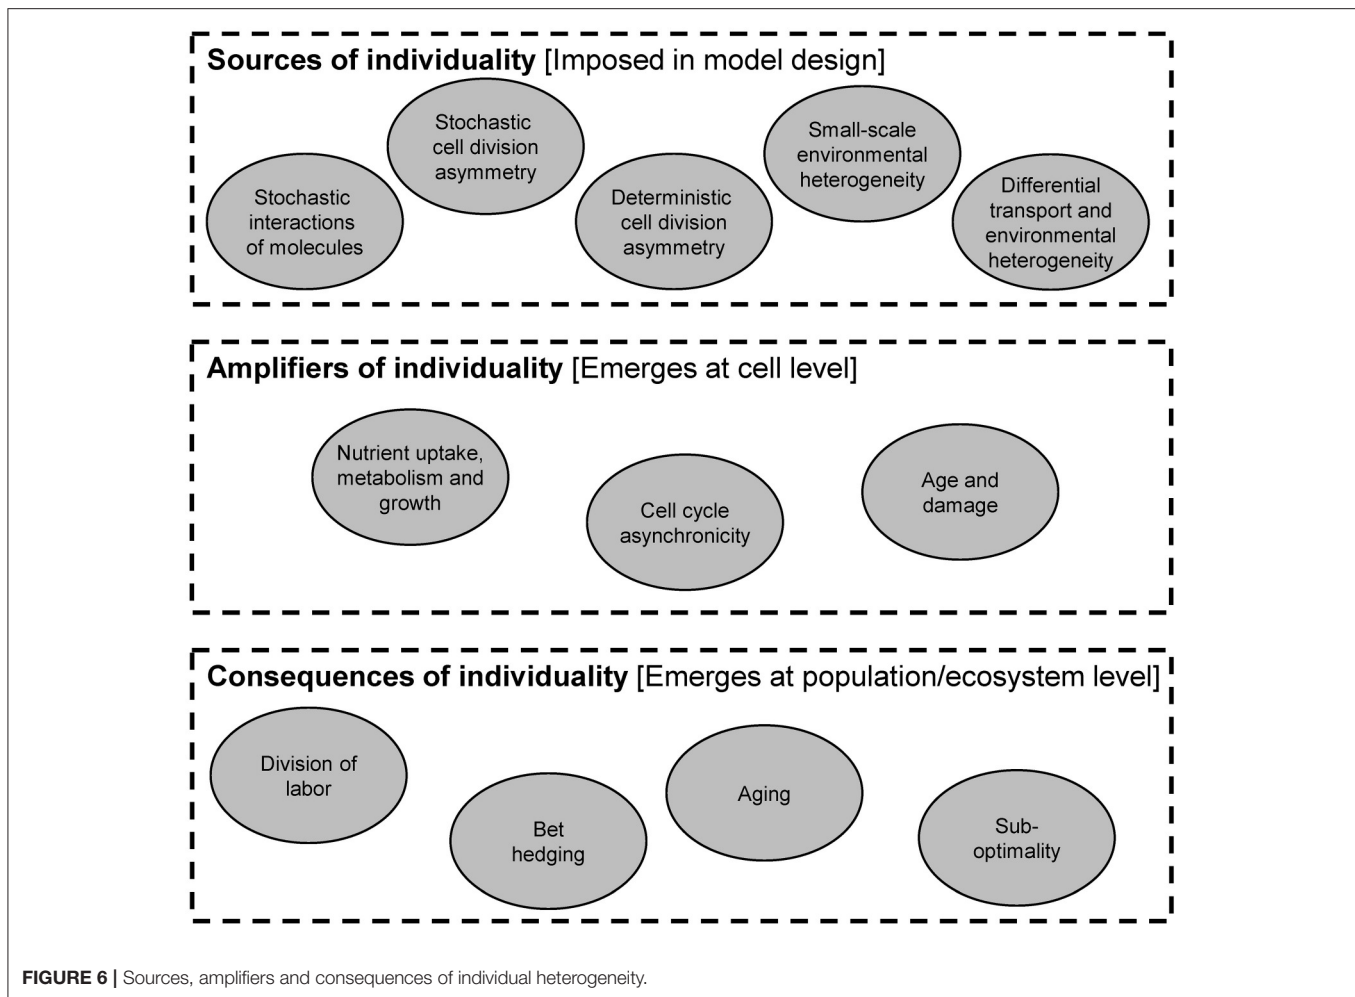 Sources of individuality [Imposed in model design]
Stochastic
interactions
of molecules
Stochastic
cell division
asymmetry
Deterministic
cell division
asymmetry
Small-scale
environmental
heterogeneity
Differential
transport and
environmental
heterogeneity
Amplifiers of individuality [Emerges at cell level]
Nutrient uptake,
metabolism and
growth
Cell cycle
asynchronicity
Age and
damage
Consequences of individuality [Emerges at population/ecosystem level]
Division of
labor
Bet
hedging
Aging
Sub-
optimality
FIGURE 6 | Sources, amplifiers and consequences of individual heterogeneity.